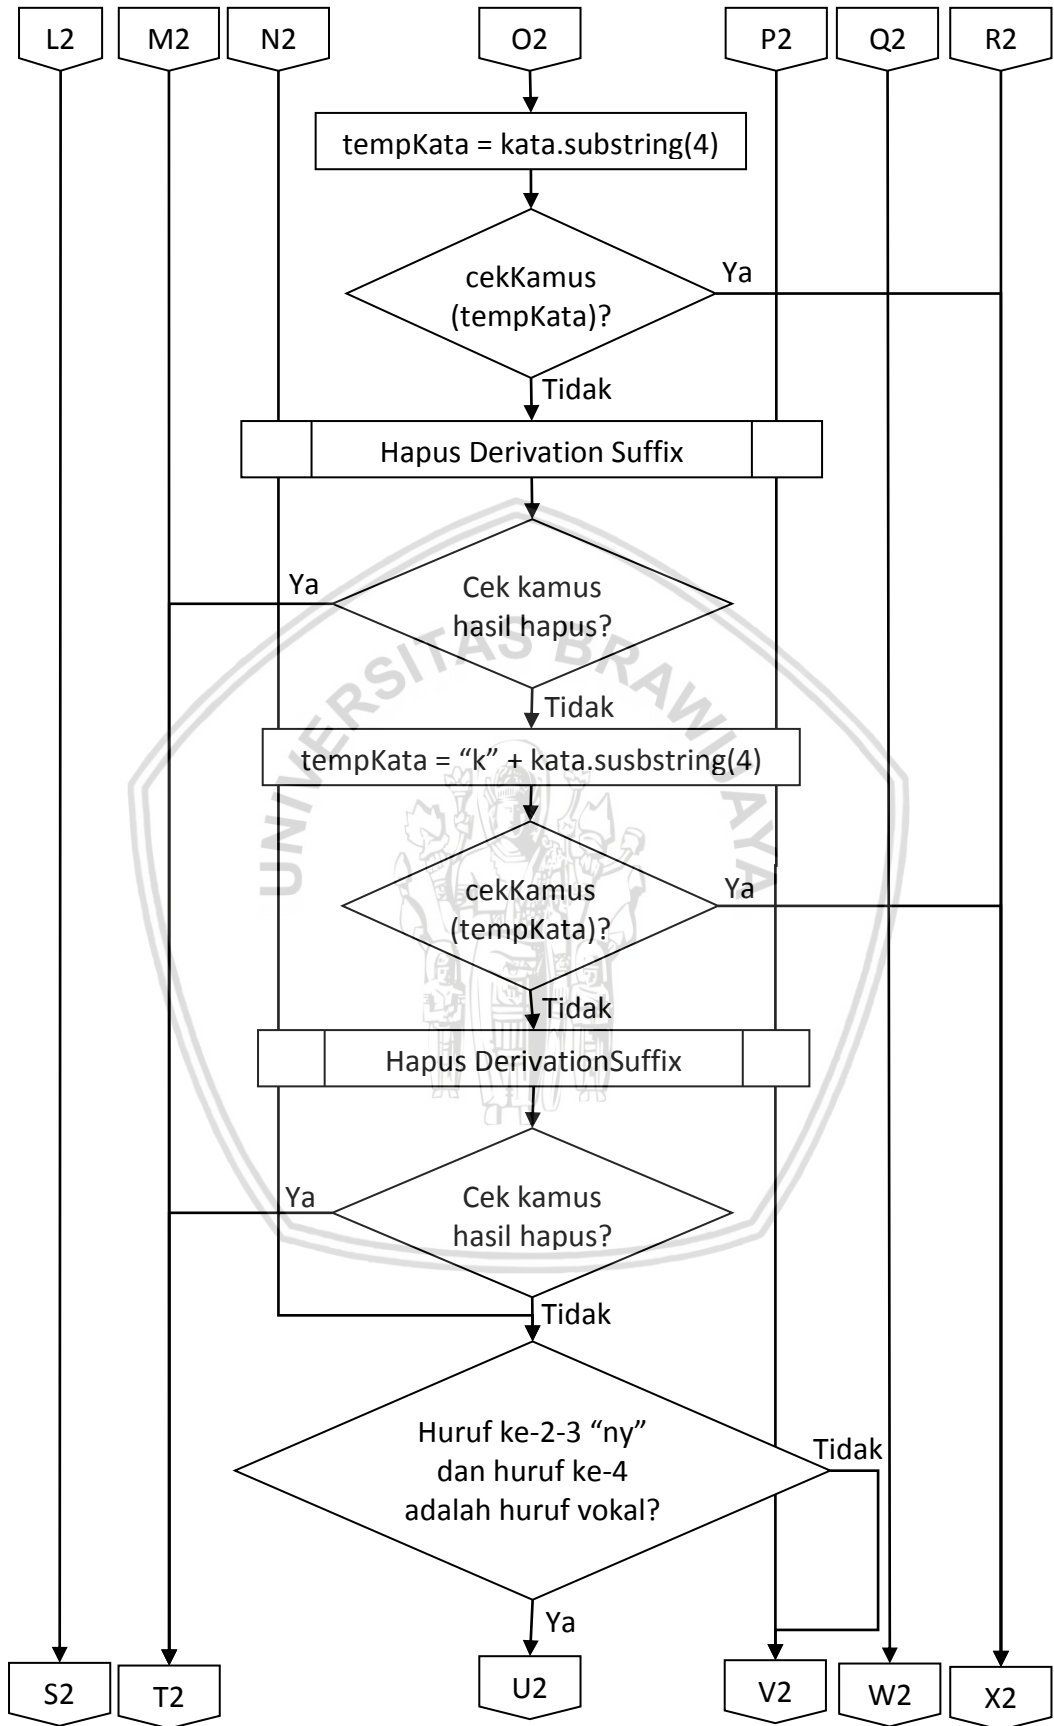 L2 M2 N2 O2 P2 Q2 R2
tempKata = kata.substring(4)
cekKamus
(tempKata)?
Ya
Tidak
Hapus Derivation Suffix
Ya
Cek kamus
hasil hapus?
Tidak
UNIVERSITAS BRAWIJAYA
tempKata = “k” + kata.susbstring(4)
cekKamus
(tempKata)?
Ya
Tidak
Hapus DerivationSuffix
Ya
Cek kamus
hasil hapus?
Tidak
Huruf ke-2-3 “ny”
dan huruf ke-4
adalah huruf vokal?
Tidak
Ya
S2 T2 U2 V2 W2 X2